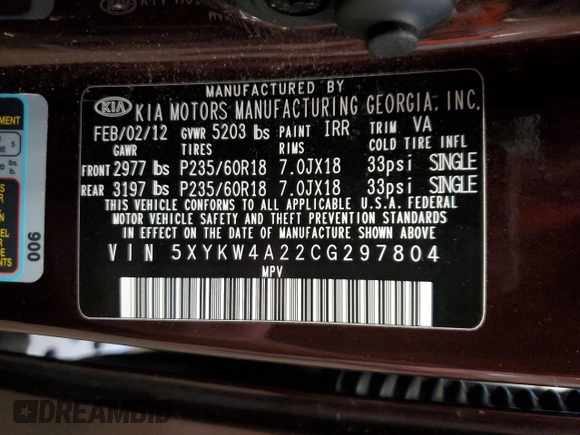 MANUFACTURED BY
KIA KIA MOTORS MANUFACTURING GEORGIA, INC.
FEB/02/12 GVWR 5203 lbs PAINT IRR TRIM VA
GAWR TIRES RIMS COLD TIRE INFL
FRONT 2977 lbs P235/60R18 7.0JX18 33psi SINGLE
REAR 3197 lbs P235/60R18 7.0JX18 33psi SINGLE
THIS VEHICLE CONFORMS TO ALL APPLICABLE U.S.A. FEDERAL
MOTOR VEHICLE SAFETY AND THEFT PREVENTION STANDARDS
IN EFFECT ON THE DATE OF MANUFACTURE SHOWN ABOVE
VIN 5XYKW4A22CG297804
MPV
006
DREAMBID